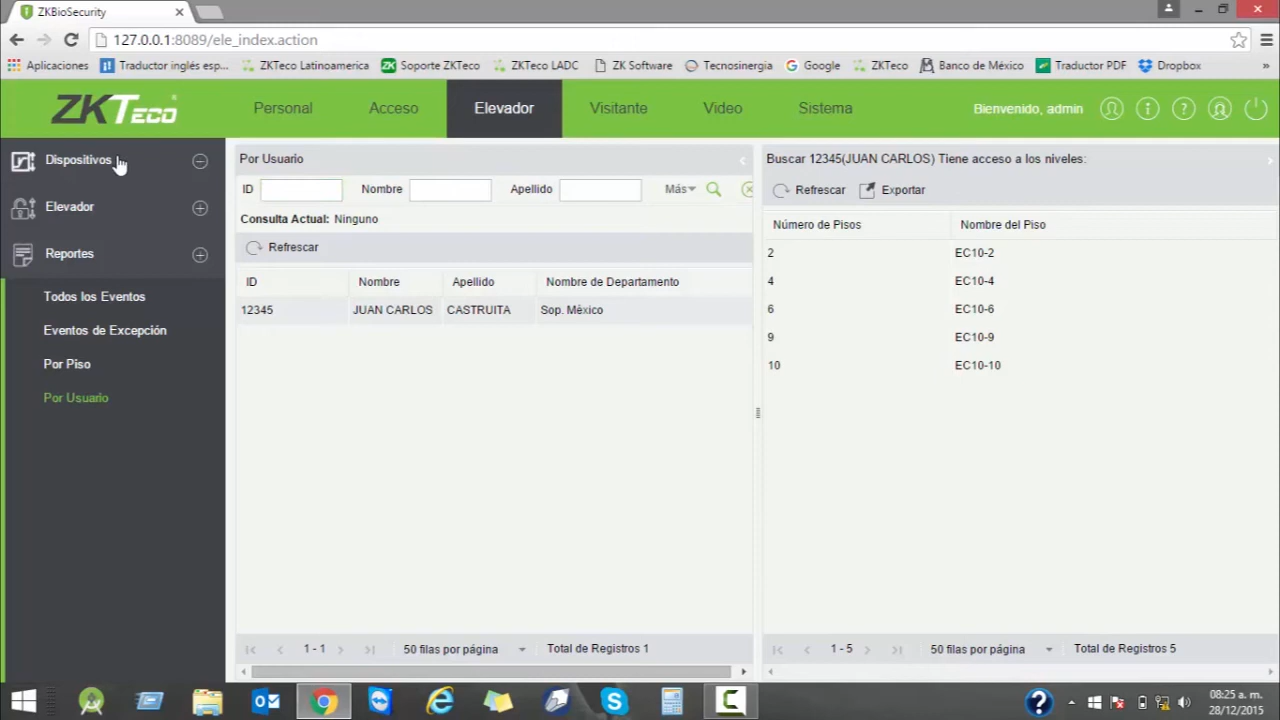 ZKBioSecurity
127.0.0.1:8089/ele_index.action
Aplicaciones Traductor inglés esp... ZKTeco Latinoamerica Soporte ZKTeco ZKTeco LADC ZK Software Tecnosinergia Google ZKTeco Banco de México Traductor PDF Dropbox »
ZKTECO Personal Acceso Elevador Visitante Video Sistema Bienvenido, admin
Dispositivos
Elevador
Reportes
Todos los Eventos
Eventos de Excepción
Por Piso
Por Usuario
Por Usuario
ID Nombre Apellido Más
Consulta Actual: Ninguno
Refrescar
ID Nombre Apellido Nombre de Departamento
12345 JUAN CARLOS CASTRUITA Sop. México
1 - 1 50 filas por página Total de Registros 1
Buscar 12345(JUAN CARLOS) Tiene acceso a los niveles:
Refrescar Exportar
Número de Pisos Nombre del Piso
2 EC10-2
4 EC10-4
6 EC10-6
9 EC10-9
10 EC10-10
1 - 5 50 filas por página Total de Registros 5
08:25 a. m.
28/12/2015